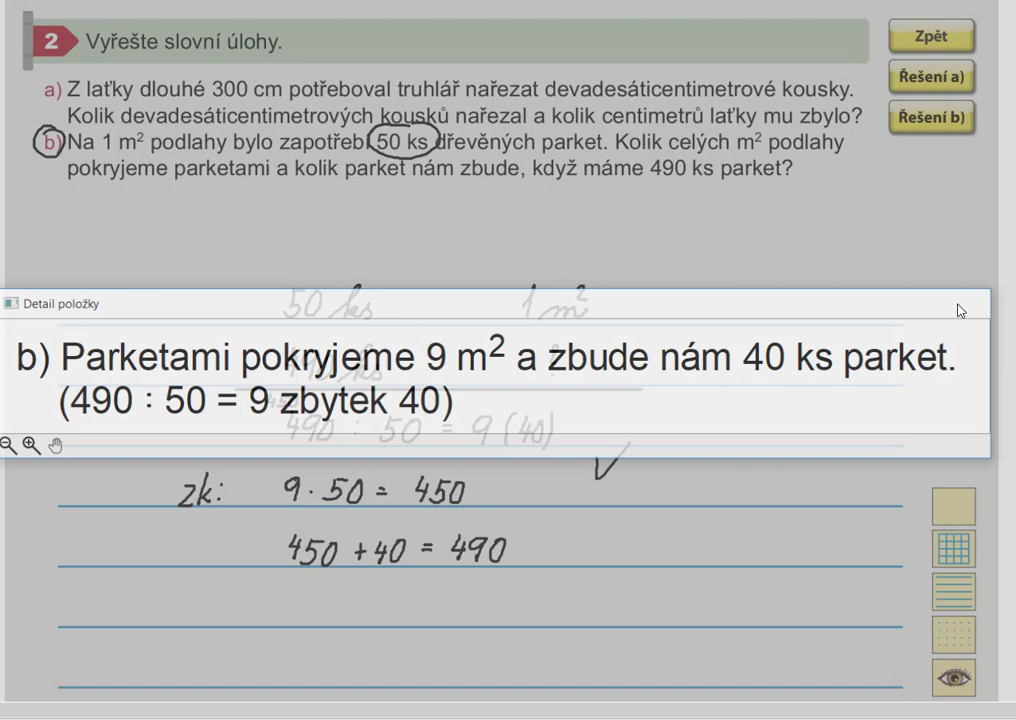 2 Vyřešte slovní úlohy.
Zpět
Řešení a)
Řešení b)
a) Z laťky dlouhé 300 cm potřeboval truhlář nařezat devadesáticentimetrové kousky.
Kolik devadesáticentimetrových kousků nařezal a kolik centimetrů laťky mu zbylo?
b) Na 1 m² podlahy bylo zapotřebí 50 ks dřevěných parket. Kolik celých m² podlahy
pokryjeme parketami a kolik parket nám zbude, když máme 490 ks parket?
50 ks 1 m²
Detail položky
490 ks ?
b) Parketami pokryjeme 9 m² a zbude nám 40 ks parket.
(490 : 50 = 9 zbytek 40)
490 : 50 = 9 (40)
zk: 9 · 50 = 450
450 + 40 = 490